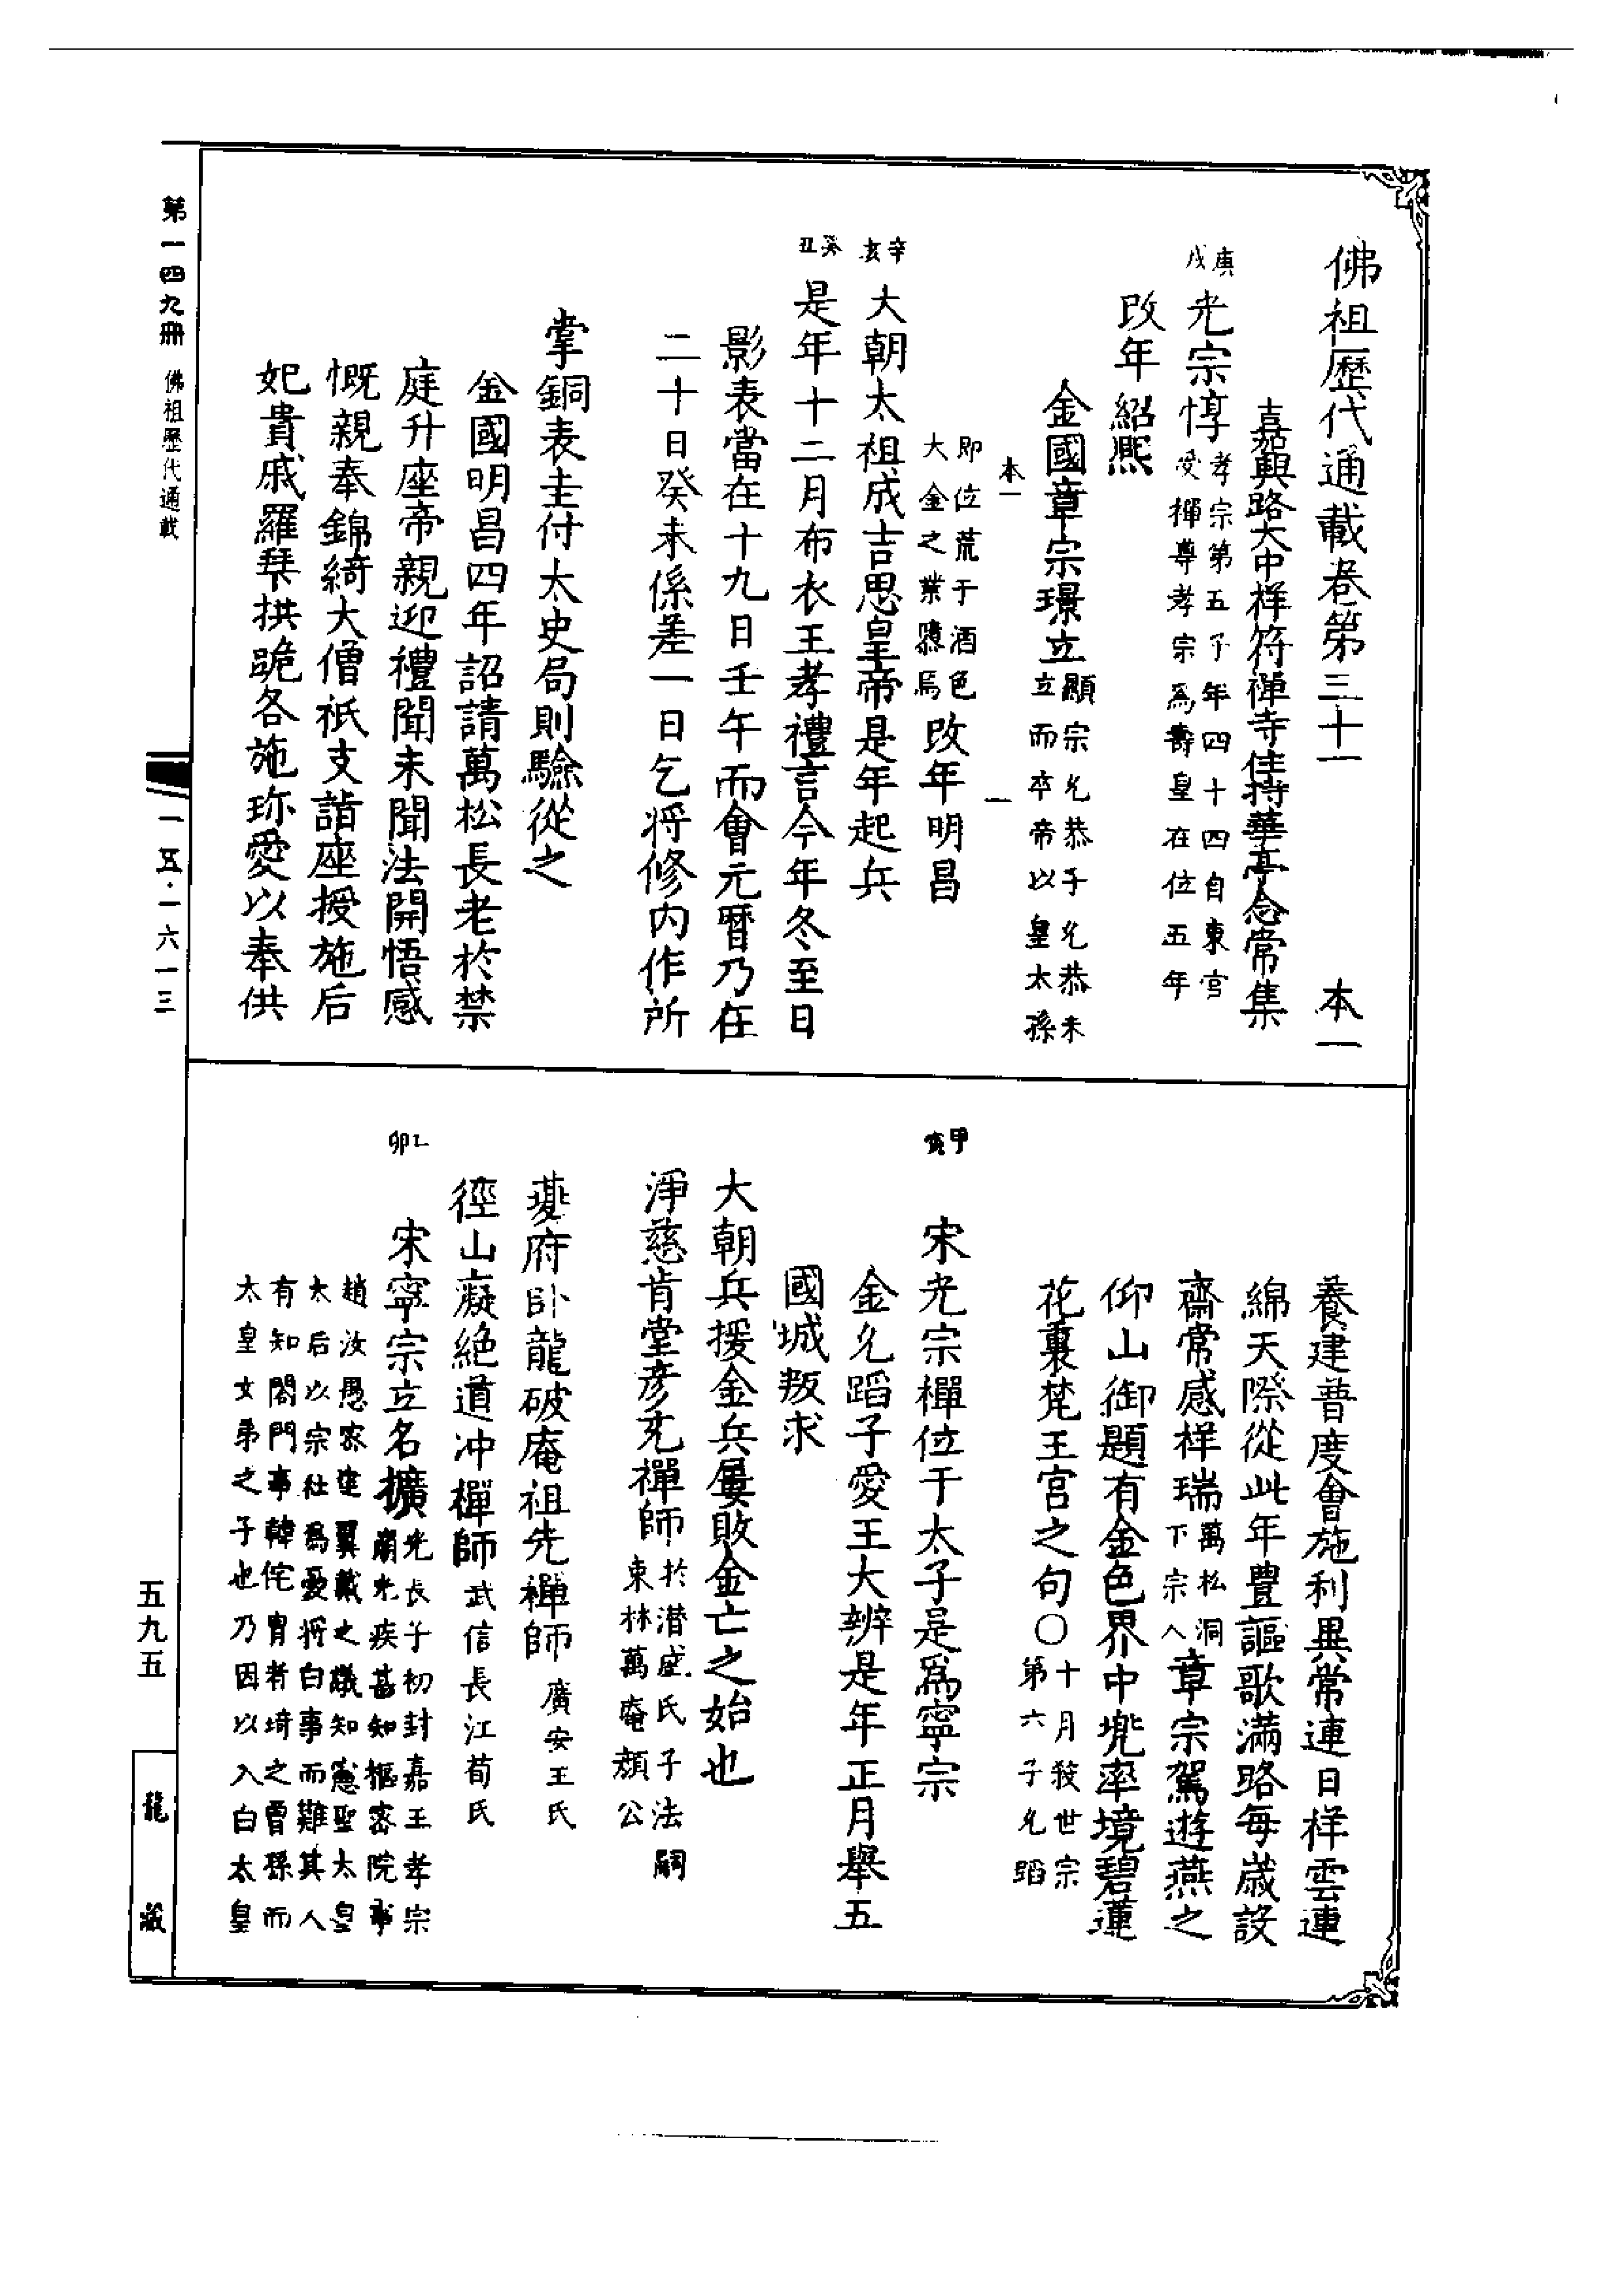 佛祖歷代通載卷第三十一 本一
嘉興路大中祥符禪寺住持華亭念常集
庚戌 光宗惇 孝宗第五子年四十四自東宮受禪尊孝宗爲壽皇在位五年
改年紹熙
金國章宗璟立 顯宗允恭子允恭未立而卒帝以皇太孫
本一 一
即位荒于酒色大金之業隳焉 改年明昌
辛亥 大朝太祖成吉思皇帝是年起兵
癸丑 是年十二月布衣王孝禮言今年冬至日
影表當在十九日壬午而會元曆乃在
二十日癸未係差一日乞將修內作所
掌銅表圭付太史局則驗從之
金國明昌四年詔請萬松長老於禁
庭升座帝親迎禮聞未聞法開悟感
慨親奉錦綺大僧祇支詣座授施后
妃貴戚羅拜拱跪各施珎愛以奉供
養建普度會施利異常連日祥雲連
綿天際從此年豊謳歌滿路每歲設
齋常感祥瑞 萬松洞下宗人 章宗駕遊燕之
仰山御題有金色界中兠率境碧蓮
花裏梵王宮之句〇 十月殺世宗第六子允蹈
甲寅 宋光宗禪位于太子是爲寧宗
金允蹈子愛王大辨是年正月舉五
國城叛求
大朝兵援金兵屢敗金亡之始也
淨慈肯堂彥充禪師 於潛盛氏子法嗣東林萬庵顏公
夔府臥龍破庵祖先禪師 廣安王氏
徑山癡絕道冲禪師 武信長江荀氏
乙卯 宋寧宗立名擴 光長子初封嘉王孝宗崩光疾甚知樞密院事
趙汝愚密建翼戴之議知憲聖太皇
太后以宗社爲憂將白事而難其人
有知閤門事韓侂胄者琦之曾孫而
太皇女弟之子也乃因以入白太皇
第一四九册 佛祖歷代通載
一五·一六一三
五九五
龍藏